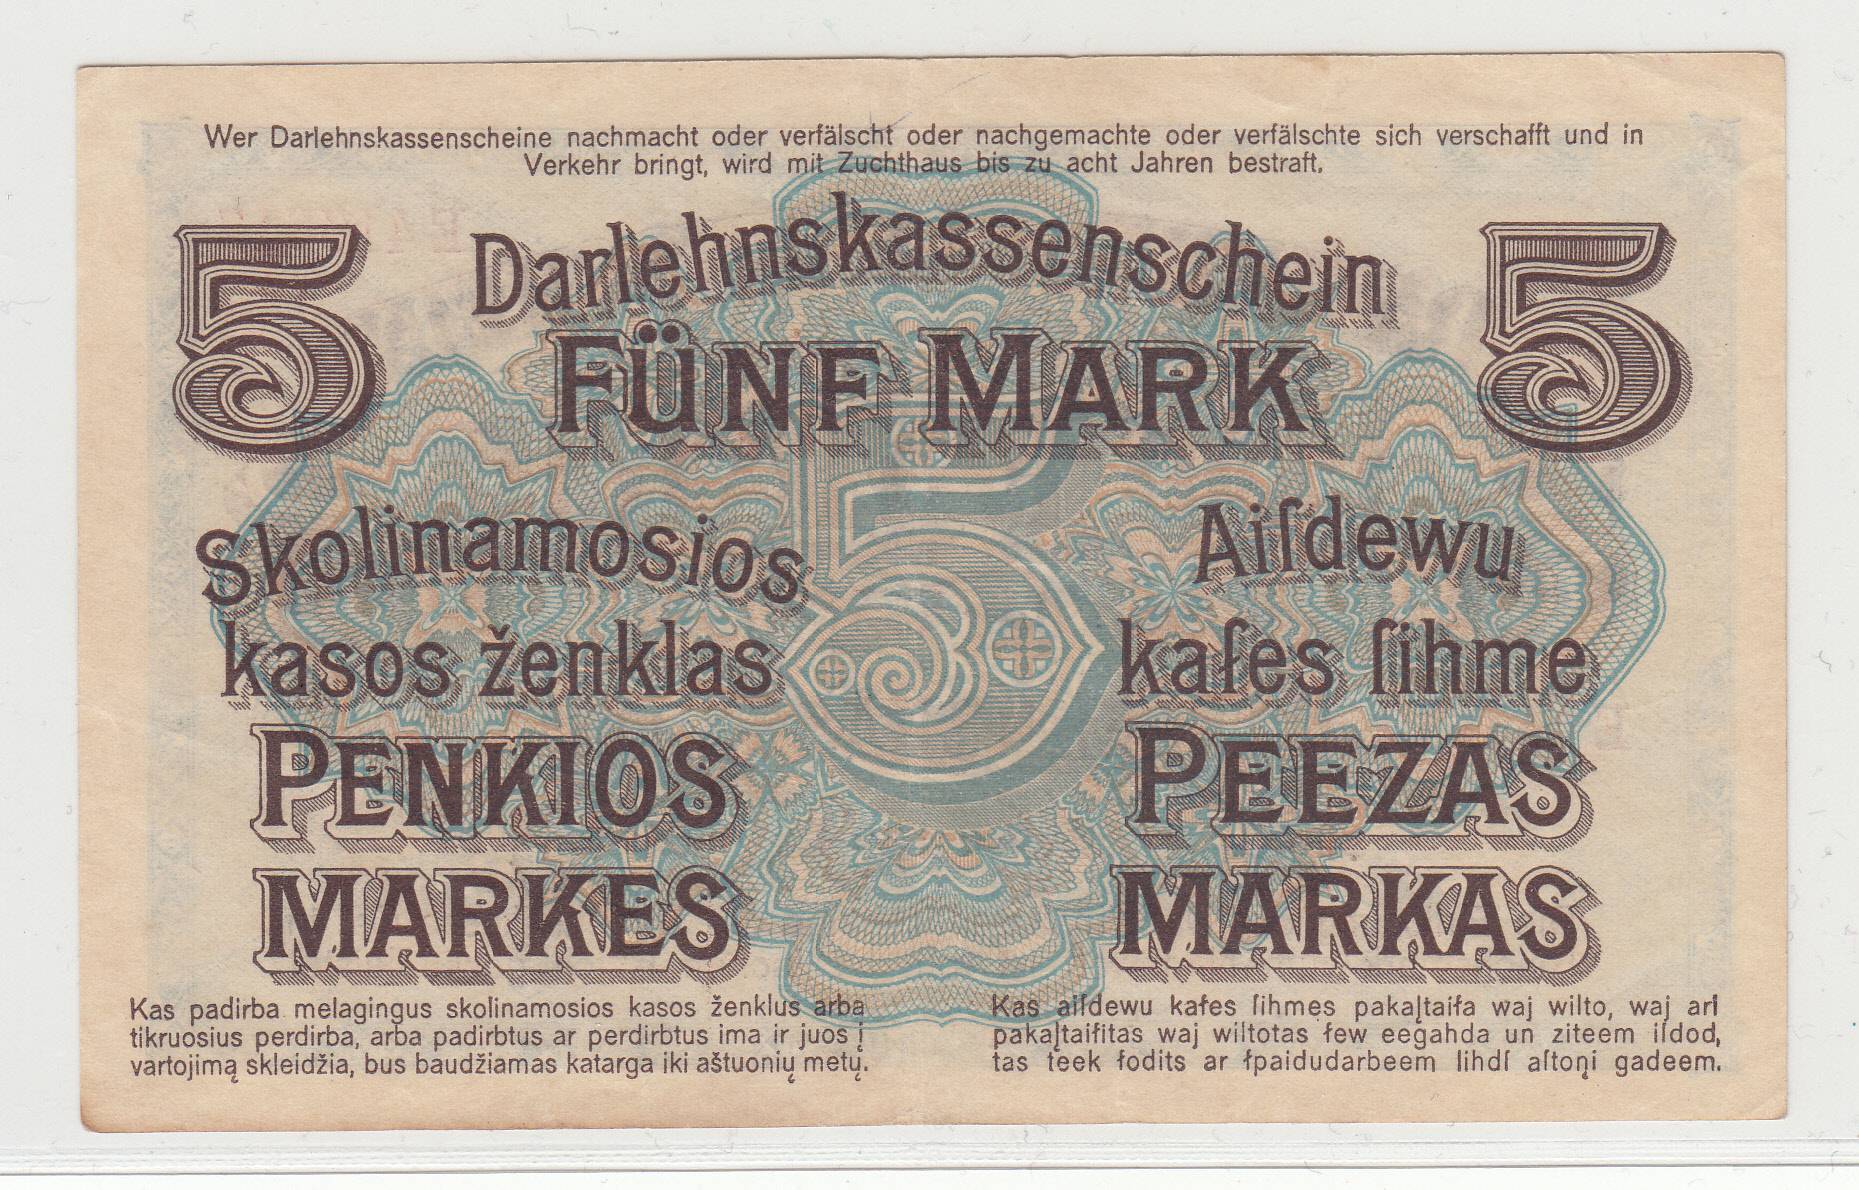 Wer Darlehnskassenscheine nachmacht oder verfälscht oder nachgemachte oder verfälschte sich verschafft und in
Verkehr bringt, wird mit Zuchthaus bis zu acht Jahren bestraft.
5 Darlehnskassenschein 5
FÜNF MARK
5
Skolinamosios
kasos ženklas
PENKIOS
MARKES
Aiſdewu
kaſes ſihme
PEEZAS
MARKAS
Kas padirba melagingus skolinamosios kasos ženklus arba
tikruosius perdirba, arba padirbtus ar perdirbtus ima ir juos į
vartojimą skleidžia, bus baudžiamas katarga iki aštuonių metų.
Kas aiſdewu kaſes ſihmes pakaļtaiſa waj wilto, waj arī
pakaļtaiſitas waj wiltotas ſew eegahda un ziteem iſdod,
tas teek ſodits ar ſpaidudarbeem lihdſ aſtoņi gadeem.